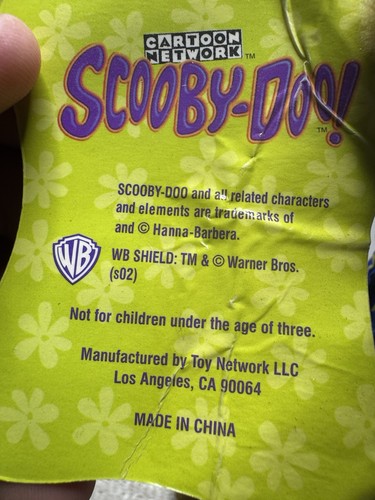 CARTOON
NETWORK TM
SCOOBY-DOO! TM
SCOOBY-DOO and all related characters
and elements are trademarks of
and © Hanna-Barbera.
WB
WB SHIELD: TM & © Warner Bros.
(s02)
Not for children under the age of three.
Manufactured by Toy Network LLC
Los Angeles, CA 90064
MADE IN CHINA